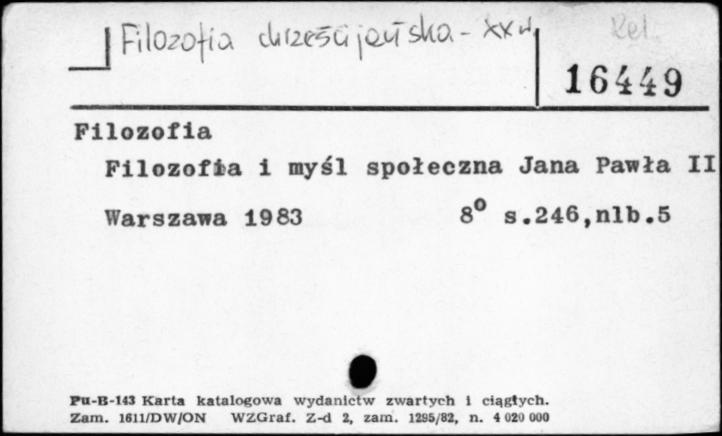 Filozofia chrześcijańska - XX w.
Rel.
16449
Filozofia
Filozofia i myśl społeczna Jana Pawła II
Warszawa 1983 8⁰ s.246,nlb.5
Pu-B-143 Karta katalogowa wydanictw zwartych i ciągłych.
Zam. 1611/DW/ON WZGraf. Z-d 2, zam. 1295/82, n. 4 020 000